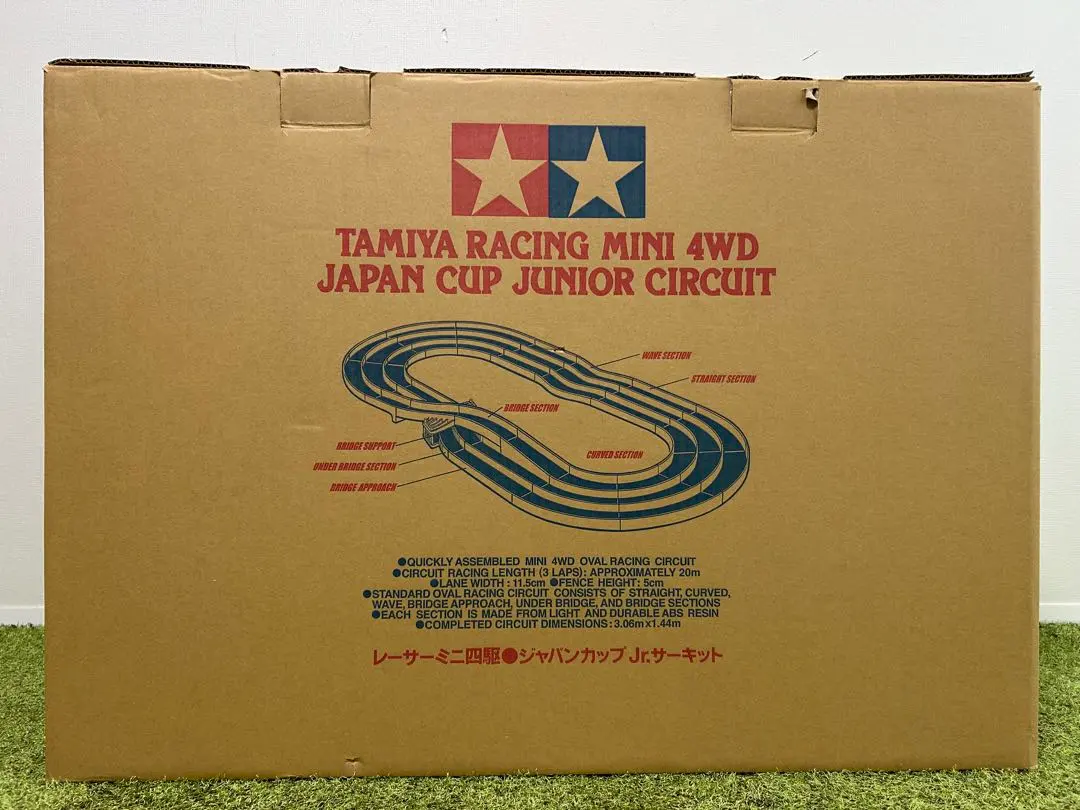 TAMIYA RACING MINI 4WD
JAPAN CUP JUNIOR CIRCUIT
WAVE SECTION
STRAIGHT SECTION
BRIDGE SECTION
BRIDGE SUPPORT
CURVED SECTION
UNDER BRIDGE SECTION
BRIDGE APPROACH
●QUICKLY ASSEMBLED MINI 4WD OVAL RACING CIRCUIT
●CIRCUIT RACING LENGTH (3 LAPS): APPROXIMATELY 20m
●LANE WIDTH : 11.5cm ●FENCE HEIGHT: 5cm
●STANDARD OVAL RACING CIRCUIT CONSISTS OF STRAIGHT, CURVED,
WAVE, BRIDGE APPROACH, UNDER BRIDGE, AND BRIDGE SECTIONS
●EACH SECTION IS MADE FROM LIGHT AND DURABLE ABS RESIN
●COMPLETED CIRCUIT DIMENSIONS : 3.06m×1.44m
レーサーミニ四駆●ジャパンカップ Jr.サーキット